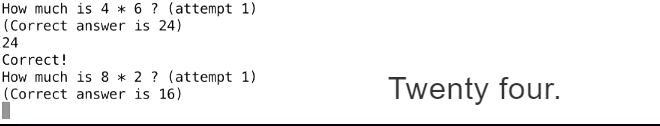 How much is 4 * 6 ? (attempt 1)
(Correct answer is 24)
24
Correct!
How much is 8 * 2 ? (attempt 1)
(Correct answer is 16)
Twenty four.